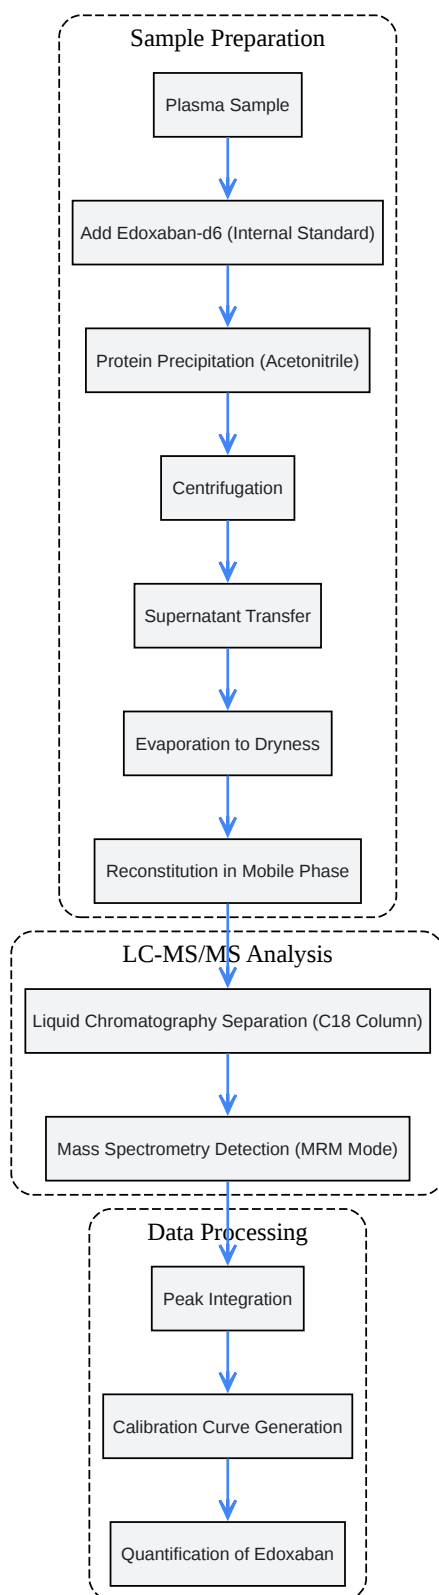 Sample Preparation
Plasma Sample
Add Edoxaban-d6 (Internal Standard)
Protein Precipitation (Acetonitrile)
Centrifugation
Supernatant Transfer
Evaporation to Dryness
Reconstitution in Mobile Phase
LC-MS/MS Analysis
Liquid Chromatography Separation (C18 Column)
Mass Spectrometry Detection (MRM Mode)
Data Processing
Peak Integration
Calibration Curve Generation
Quantification of Edoxaban